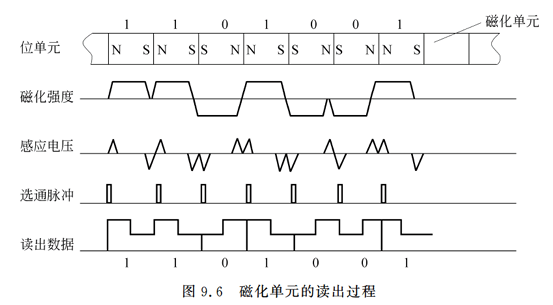 1 1 0 1 0 0 1
磁化单元
位单元 N S N S S N N S S N S N N S
磁化强度
感应电压
选通脉冲
读出数据
1 1 0 1 0 0 1
图 9.6 磁化单元的读出过程